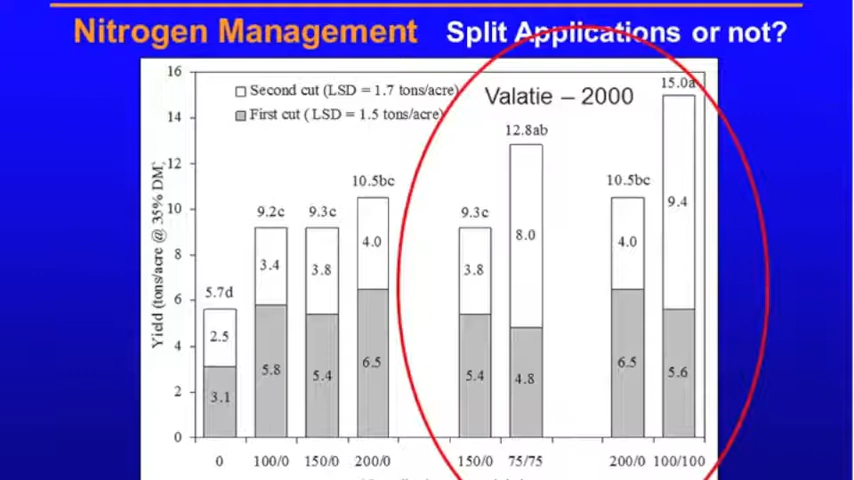 Nitrogen Management Split Applications or not?
16
Second cut (LSD = 1.7 tons/acre)
First cut ( LSD = 1.5 tons/acre)
Valatie – 2000
15.0a
14
12.8ab
12
10.5bc
10.5bc
10
9.2c
9.3c
9.3c
9.4
8.0
8
3.4
3.8
4.0
3.8
4.0
6
5.7d
2.5
4
5.8
5.4
6.5
5.4
4.8
6.5
5.6
2
3.1
0
Yield (tons/acre @ 35% DM)
0 100/0 150/0 200/0 150/0 75/75 200/0 100/100